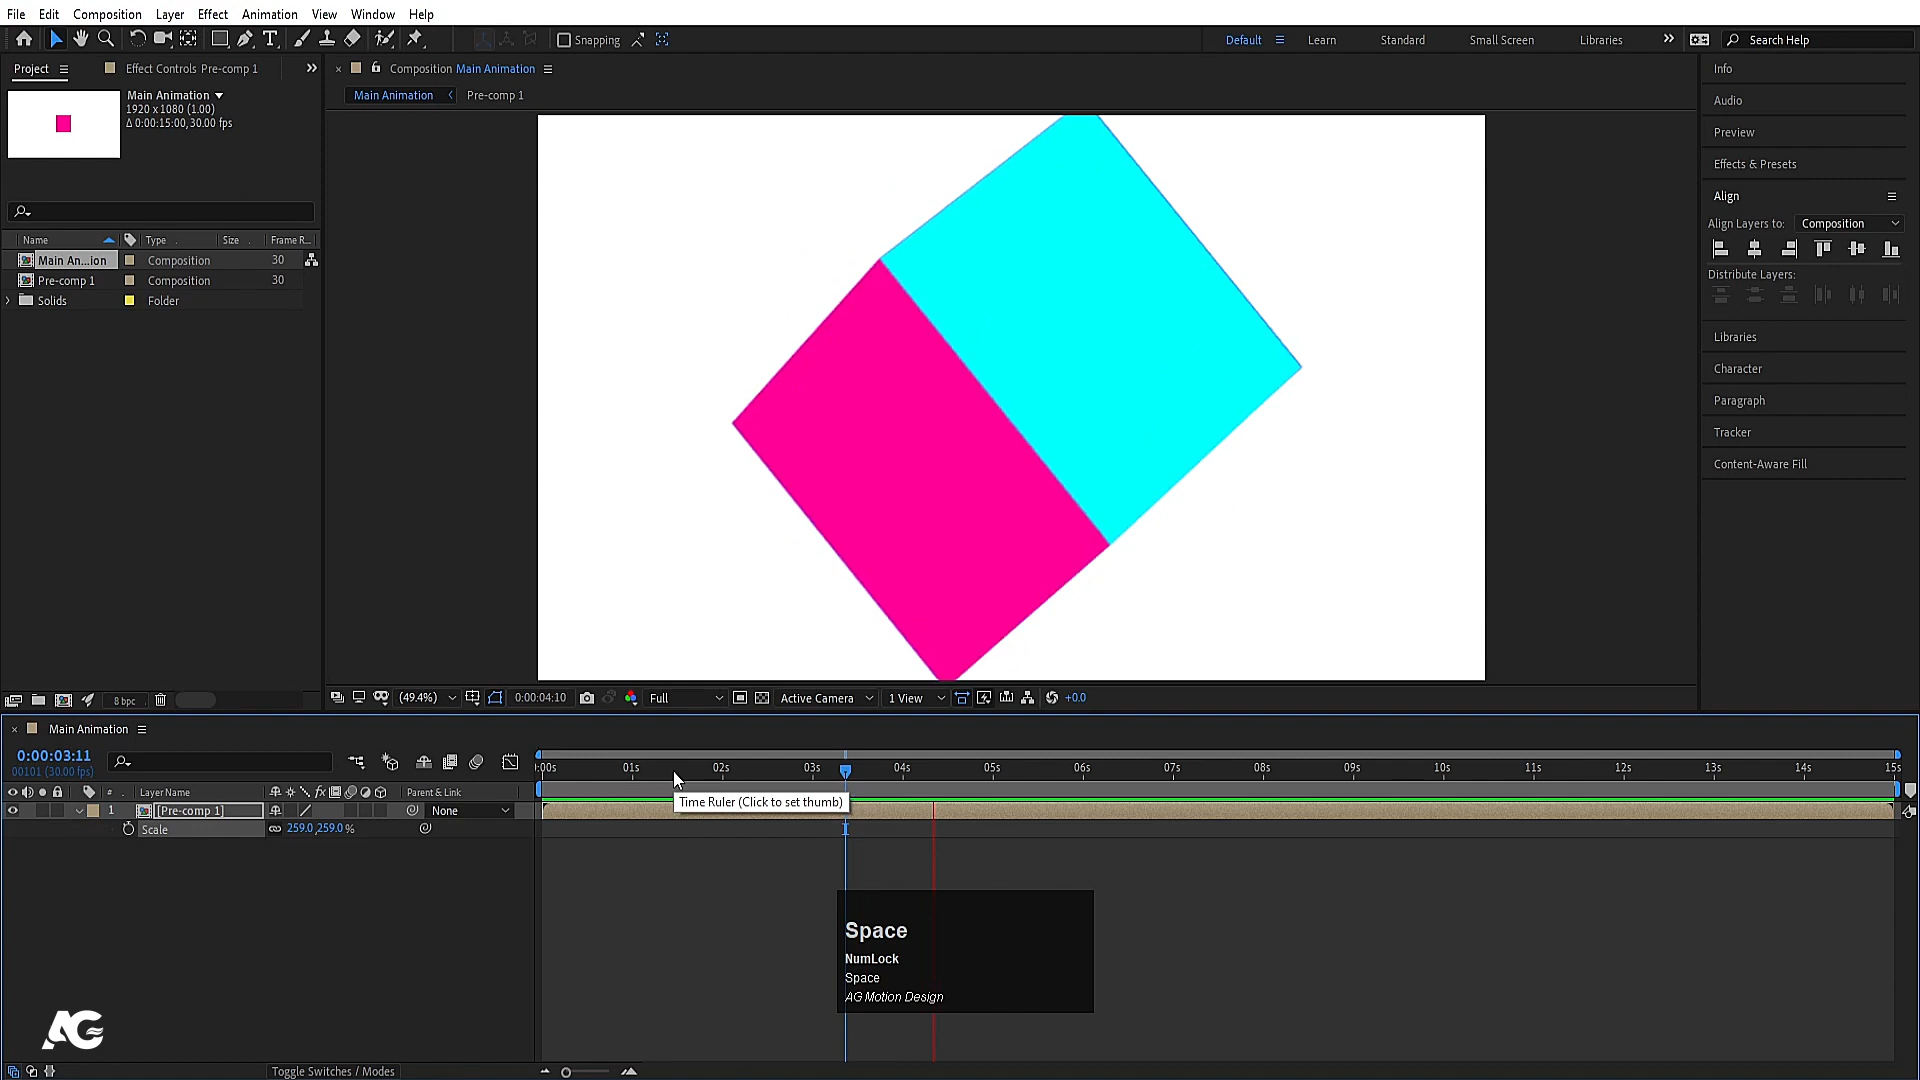 File Edit Composition Layer Effect Animation View Window Help
Snapping Default Learn Standard Small Screen Libraries Search Help
Project Effect Controls Pre-comp 1 Composition Main Animation Info
Main Animation Pre-comp 1
Main Animation
1920 x 1080 (1.00)
Δ 0:00:15:00, 30.00 fps
Audio
Preview
Effects & Presets
Align
Align Layers to: Composition
Distribute Layers:
Libraries
Character
Paragraph
Tracker
Content-Aware Fill
Name Type Size Frame R...
Main An...ion Composition 30
Pre-comp 1 Composition 30
Solids Folder
8 bpc (49.4%) 0:00:04:10 Full Active Camera 1 View +0.0
Main Animation
0:00:03:11
00101 (30.00 fps)
:00s 01s 02s 03s 04s 05s 06s 07s 08s 09s 10s 11s 12s 13s 14s 15s
# Layer Name fx Parent & Link
1 [Pre-comp 1] None
Time Ruler (Click to set thumb)
Scale 259.0,259.0%
Space
NumLock
Space
AG Motion Design
AG
Toggle Switches / Modes